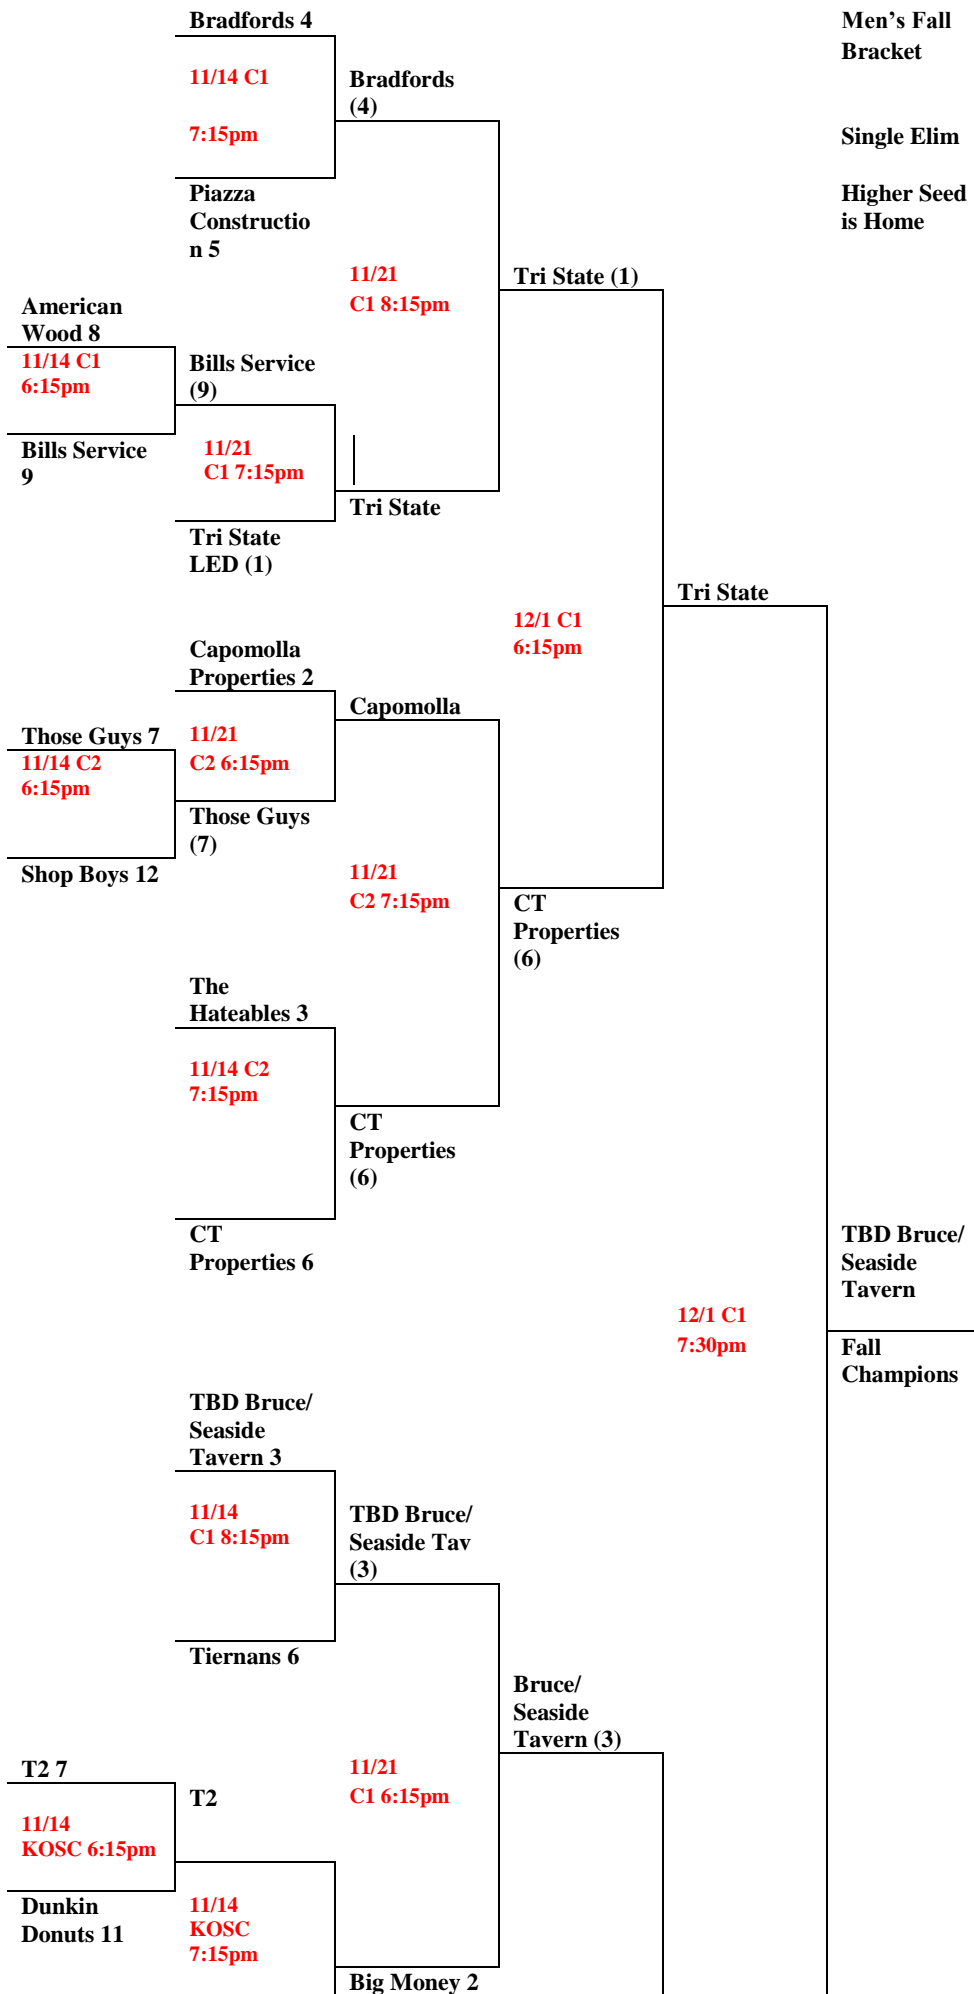 Bradfords 4
Men's Fall
Bracket
11/14 C1
7:15pm
Bradfords
(4)
Single Elim
Piazza
Constructio
n 5
Higher Seed
is Home
11/21
C1 8:15pm
Tri State (1)
American
Wood 8
11/14 C1
6:15pm
Bills Service
(9)
Bills Service
9
11/21
C1 7:15pm
Tri State
Tri State
LED (1)
Tri State
12/1 C1
6:15pm
Capomolla
Properties 2
Capomolla
Those Guys 7
11/14 C2
6:15pm
11/21
C2 6:15pm
Those Guys
(7)
Shop Boys 12
11/21
C2 7:15pm
CT
Properties
(6)
The
Hateables 3
11/14 C2
7:15pm
CT
Properties
(6)
CT
Properties 6
TBD Bruce/
Seaside
Tavern
12/1 C1
7:30pm
Fall
Champions
TBD Bruce/
Seaside
Tavern 3
11/14
C1 8:15pm
TBD Bruce/
Seaside Tav
(3)
Tiernans 6
Bruce/
Seaside
Tavern (3)
T2 7
T2
11/21
C1 6:15pm
11/14
KOSC 6:15pm
Dunkin
Donuts 11
11/14
KOSC
7:15pm
Big Money 2